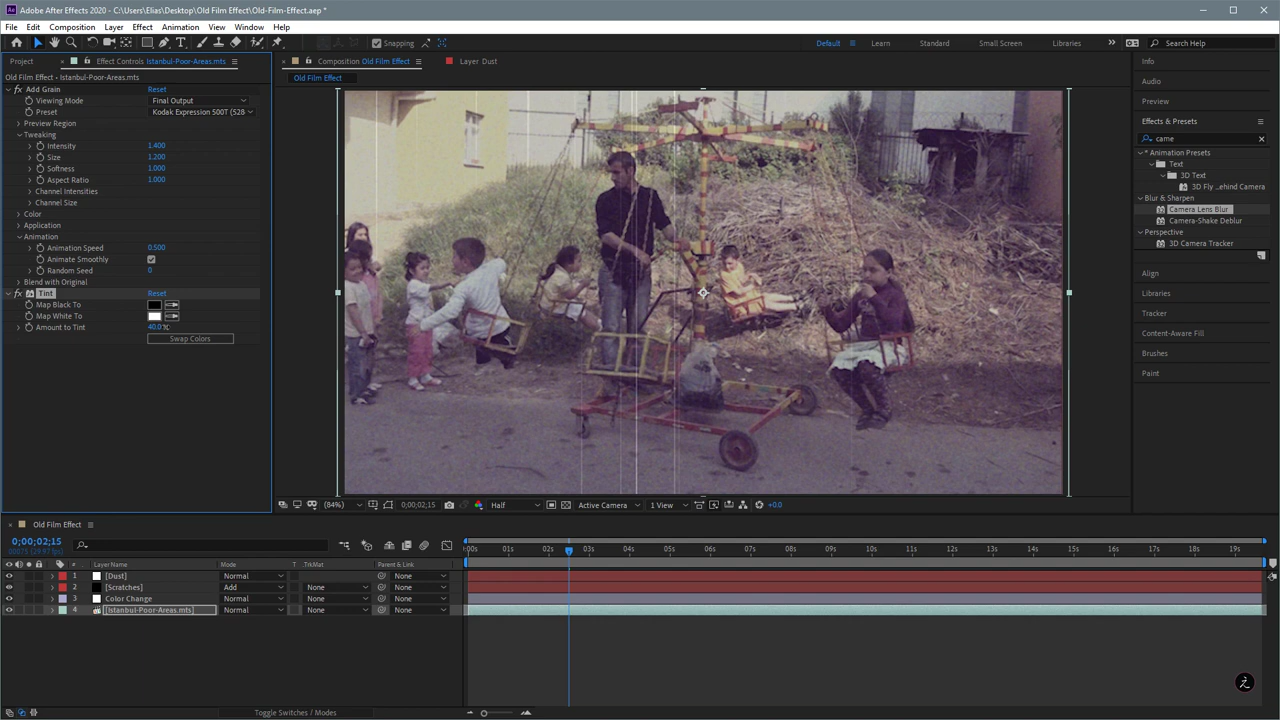 Adobe After Effects 2020 - C:\Users\Elias\Desktop\Old Film Effect\Old-Film-Effect.aep *
File Edit Composition Layer Effect Animation View Window Help
Snapping Default Learn Standard Small Screen Libraries Search Help
Project Effect Controls Istanbul-Poor-Areas.mts Composition Old Film Effect Layer Dust Info
Old Film Effect • Istanbul-Poor-Areas.mts Old Film Effect
Audio
Add Grain Reset
Viewing Mode Final Output
Preset Kodak Expression 500T (528
Preview Region
Tweaking
Intensity 1.400
Size 1.200
Softness 1.000
Aspect Ratio 1.000
Channel Intensities
Channel Size
Color
Application
Animation
Animation Speed 0.500
Animate Smoothly
Random Seed 0
Blend with Original
Tint Reset
Map Black To
Map White To
Amount to Tint 40.0 %
Swap Colors
Preview
Effects & Presets
came
* Animation Presets
Text
3D Text
3D Fly ...ehind Camera
Blur & Sharpen
Camera Lens Blur
Camera-Shake Deblur
Perspective
3D Camera Tracker
Align
Libraries
Tracker
Content-Aware Fill
Brushes
Paint
(84%) 0;00;02;15 Half Active Camera 1 View +0.0
Old Film Effect
0;00;02;15
00075 (29.97 fps)
:00s 01s 02s 03s 04s 05s 06s 07s 08s 09s 10s 11s 12s 13s 14s 15s 16s 17s 18s 19s
# Layer Name Mode T .TrkMat Parent & Link
1 [Dust] Normal None
2 [Scratches] Add None None
3 Color Change Normal None None
4 [Istanbul-Poor-Areas.mts] Normal None None
Toggle Switches / Modes